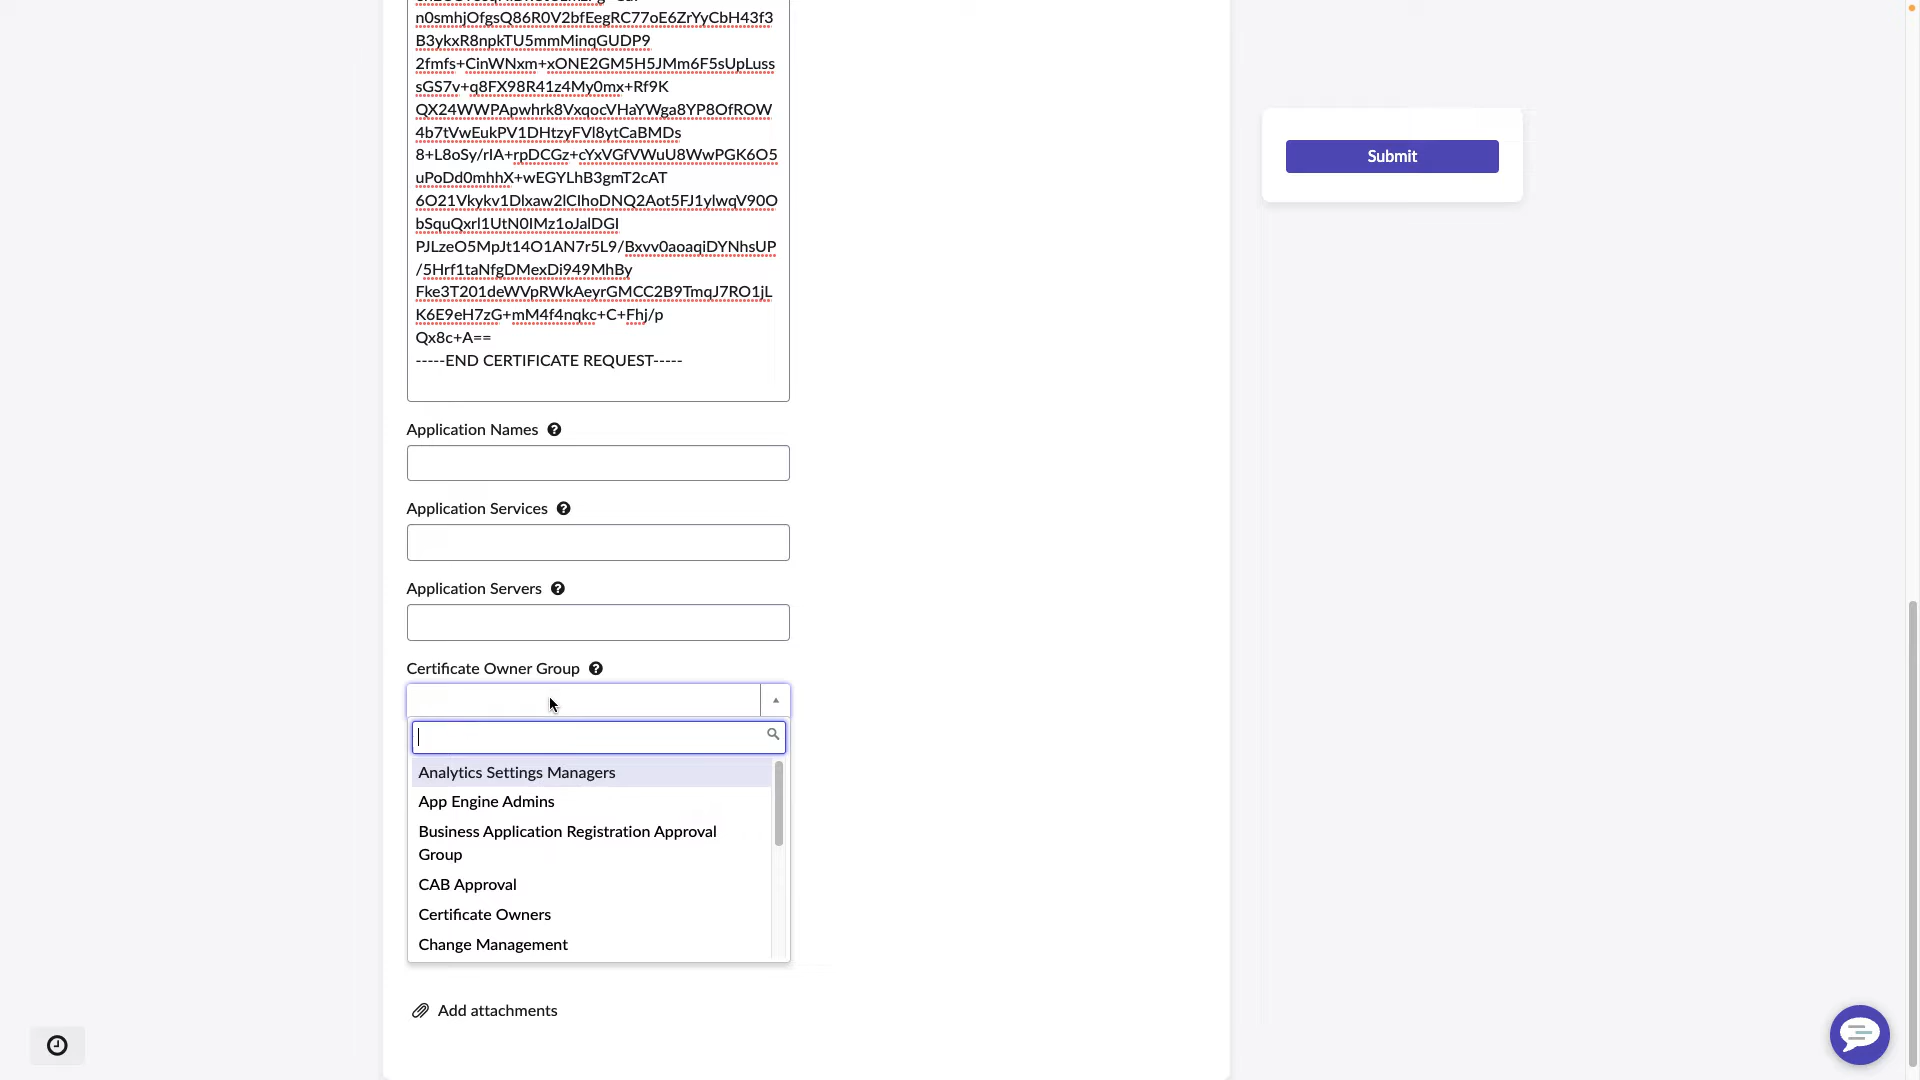 n0smhjOfgsQ86R0V2bfEegRC77oE6ZrYyCbH43f3
B3ykxR8npkTU5mmMinqGUDP9
2fmfs+CinWNxm+xONE2GM5H5JMm6F5sUpLuss
sGS7v+q8FX98R41z4My0mx+Rf9K
QX24WWPApwhrk8VxqocVHaYWga8YP8OfROW
4b7tVwEukPV1DHtzyFVl8ytCaBMDs
8+L8oSy/rIA+rpDCGz+cYxVGfVWuU8WwPGK6O5
uPoDd0mhhX+wEGYLhB3gmT2cAT
6O21Vkykv1Dlxaw2lCIhoDNQ2Aot5FJ1ylwqV90O
bSquQxrl1UtN0IMz1oJalDGI
PJLzeO5MpJt14O1AN7r5L9/Bxvv0aoaqiDYNhsUP
/5Hrf1taNfgDMexDi949MhBy
Fke3T201deWVpRWkAeyrGMCC2B9TmqJ7RO1jL
K6E9eH7zG+mM4f4nqkc+C+Fhj/p
Qx8c+A==
-----END CERTIFICATE REQUEST-----
Submit
Application Names
Application Services
Application Servers
Certificate Owner Group
Analytics Settings Managers
App Engine Admins
Business Application Registration Approval
Group
CAB Approval
Certificate Owners
Change Management
Add attachments